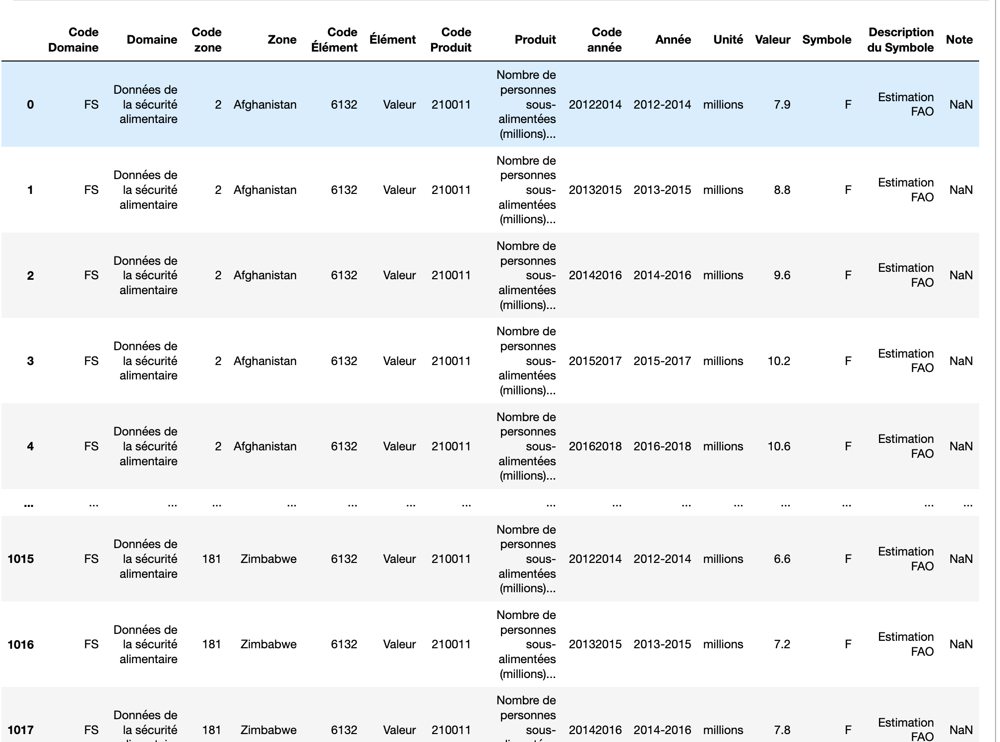 Code Domaine Domaine Code zone Zone Code Élément Élément Code Produit Produit Code année Année Unité Valeur Symbole Description du Symbole Note
0 FS Données de la sécurité alimentaire 2 Afghanistan 6132 Valeur 210011 Nombre de personnes sous-alimentées (millions)... 20122014 2012-2014 millions 7.9 F Estimation FAO NaN
1 FS Données de la sécurité alimentaire 2 Afghanistan 6132 Valeur 210011 Nombre de personnes sous-alimentées (millions)... 20132015 2013-2015 millions 8.8 F Estimation FAO NaN
2 FS Données de la sécurité alimentaire 2 Afghanistan 6132 Valeur 210011 Nombre de personnes sous-alimentées (millions)... 20142016 2014-2016 millions 9.6 F Estimation FAO NaN
3 FS Données de la sécurité alimentaire 2 Afghanistan 6132 Valeur 210011 Nombre de personnes sous-alimentées (millions)... 20152017 2015-2017 millions 10.2 F Estimation FAO NaN
4 FS Données de la sécurité alimentaire 2 Afghanistan 6132 Valeur 210011 Nombre de personnes sous-alimentées (millions)... 20162018 2016-2018 millions 10.6 F Estimation FAO NaN
... ... ... ... ... ... ... ... ... ... ... ... ... ... ... ...
1015 FS Données de la sécurité alimentaire 181 Zimbabwe 6132 Valeur 210011 Nombre de personnes sous-alimentées (millions)... 20122014 2012-2014 millions 6.6 F Estimation FAO NaN
1016 FS Données de la sécurité alimentaire 181 Zimbabwe 6132 Valeur 210011 Nombre de personnes sous-alimentées (millions)... 20132015 2013-2015 millions 7.2 F Estimation FAO NaN
1017 FS Données de la sécurité 181 Zimbabwe 6132 Valeur 210011 Nombre de personnes sous- 20142016 2014-2016 millions 7.8 F Estimation FAO NaN